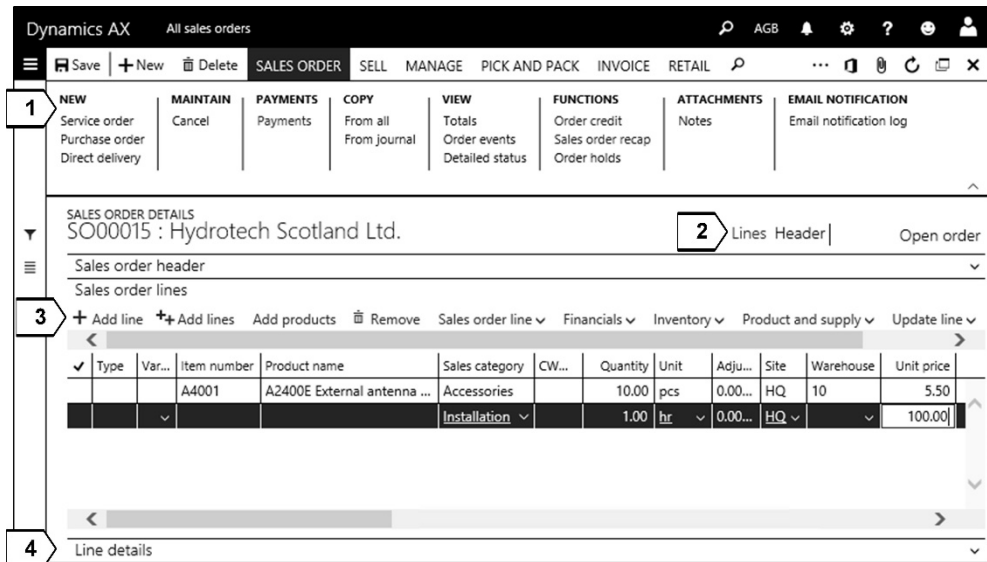 Dynamics AX All sales orders AGB ?
Save New Delete SALES ORDER SELL MANAGE PICK AND PACK INVOICE RETAIL ...
1
NEW MAINTAIN PAYMENTS COPY VIEW FUNCTIONS ATTACHMENTS EMAIL NOTIFICATION
Service order Cancel Payments From all Totals Order credit Notes Email notification log
Purchase order From journal Order events Sales order recap
Direct delivery Detailed status Order holds
SALES ORDER DETAILS
SO00015 : Hydrotech Scotland Ltd.
2 Lines Header Open order
Sales order header
Sales order lines
3 + Add line Add lines Add products Remove Sales order line Financials Inventory Product and supply Update line
Type Var... Item number Product name Sales category CW... Quantity Unit Adju... Site Warehouse Unit price
A4001 A2400E External antenna ... Accessories 10.00 pcs 0.00... HQ 10 5.50
Installation 1.00 hr 0.00... HQ 100.00
4 Line details